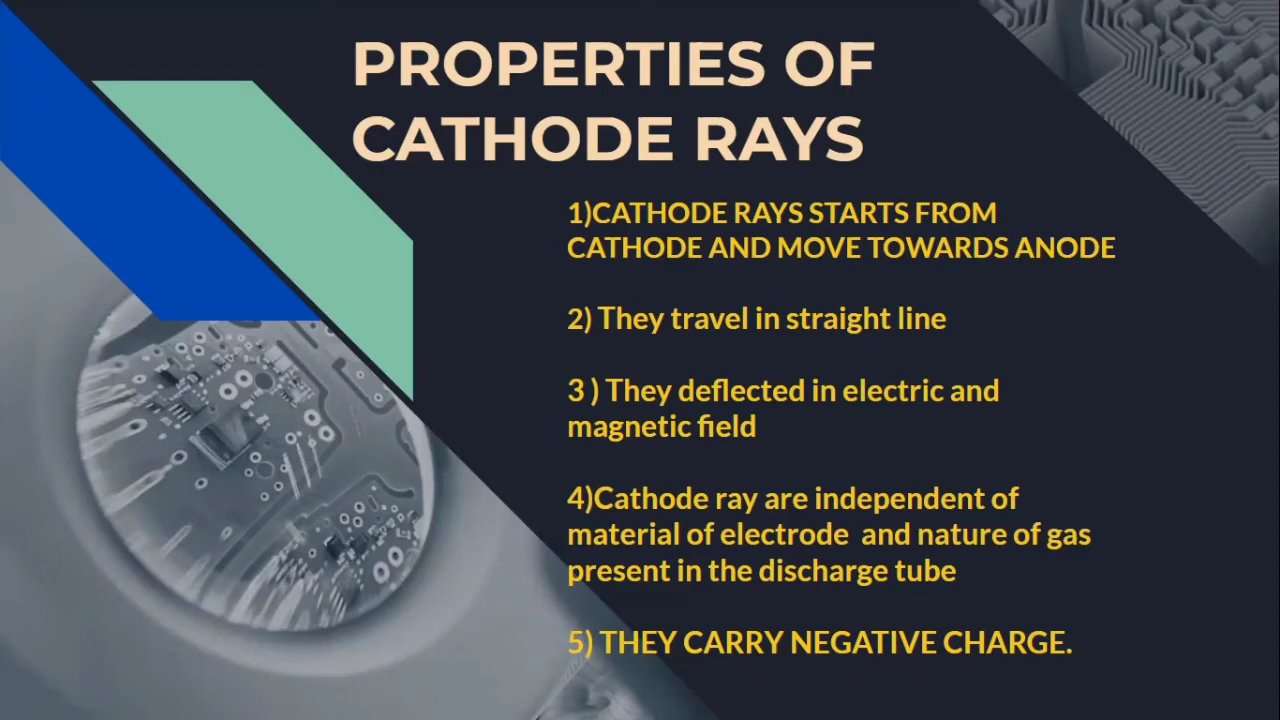 PROPERTIES OF
CATHODE RAYS
1)CATHODE RAYS STARTS FROM
CATHODE AND MOVE TOWARDS ANODE
2) They travel in straight line
3 ) They deflected in electric and
magnetic field
4)Cathode ray are independent of
material of electrode  and nature of gas
present in the discharge tube
5) THEY CARRY NEGATIVE CHARGE.